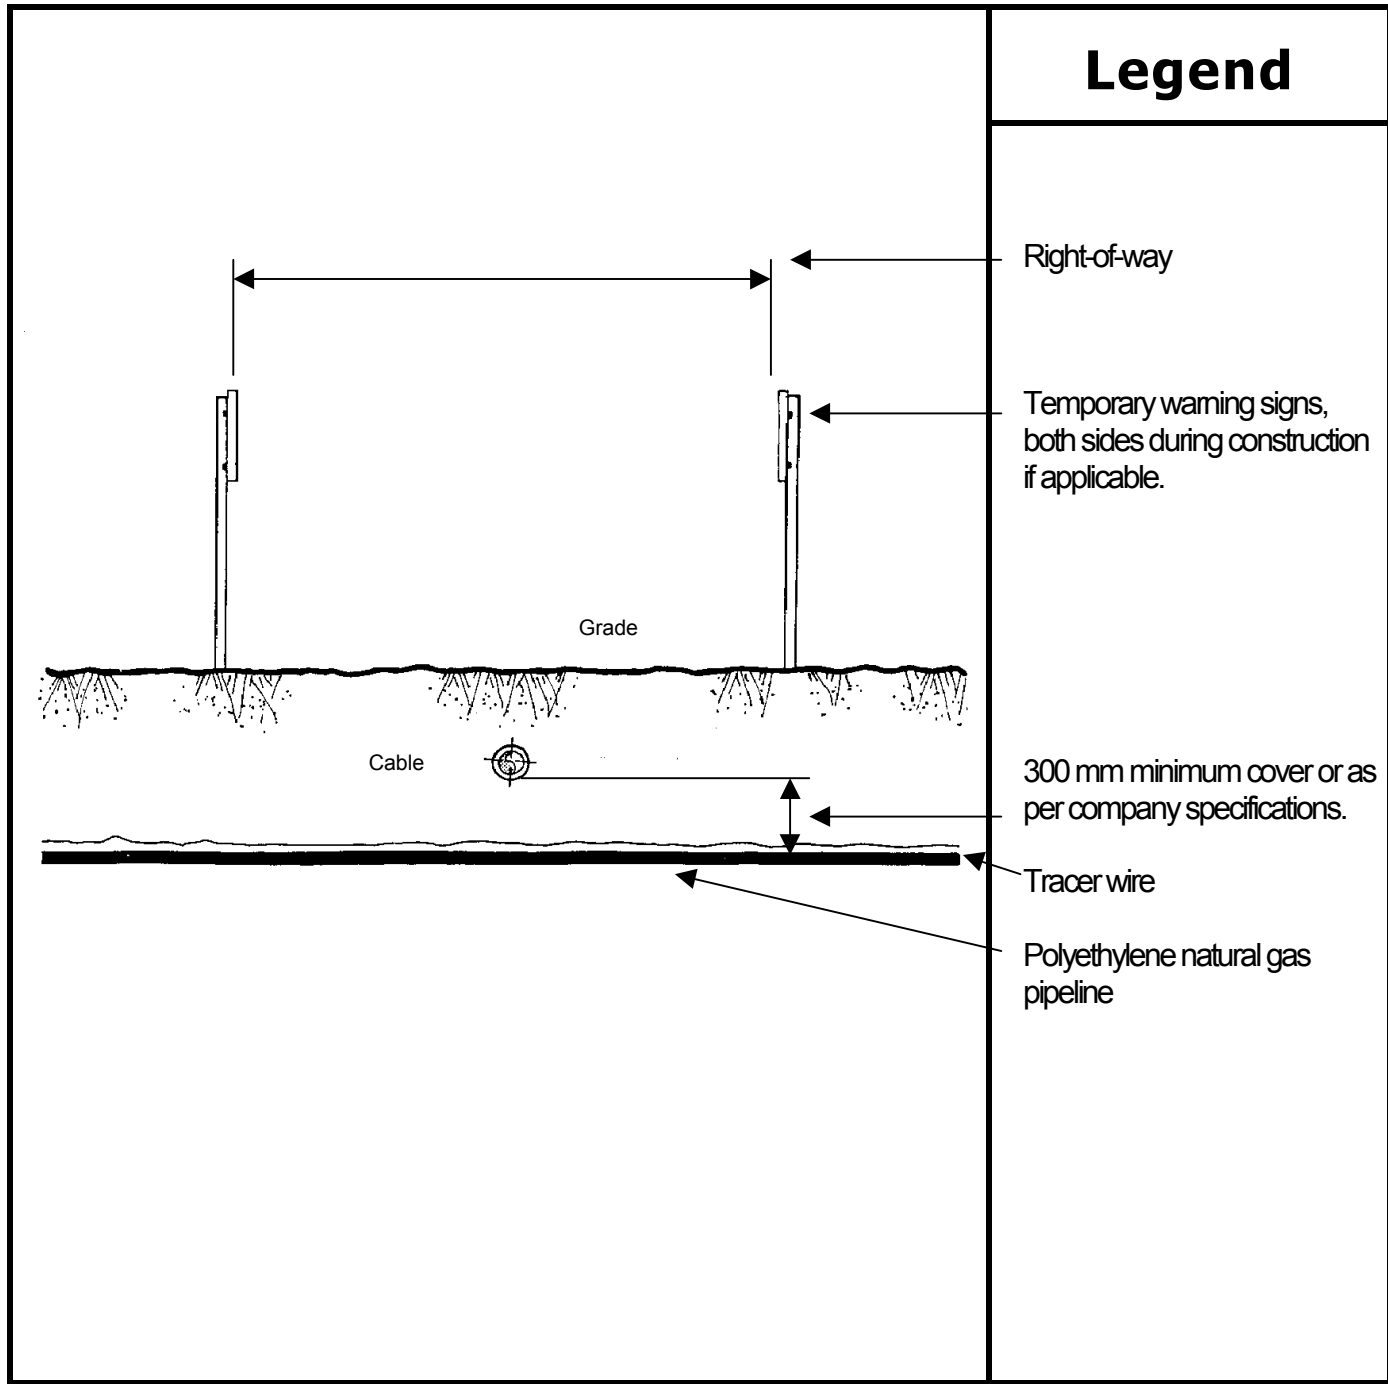 Legend
Right-of-way
Temporary warning signs,
both sides during construction
if applicable.
Grade
Cable
300 mm minimum cover or as
per company specifications.
Tracer wire
Polyethylene natural gas
pipeline